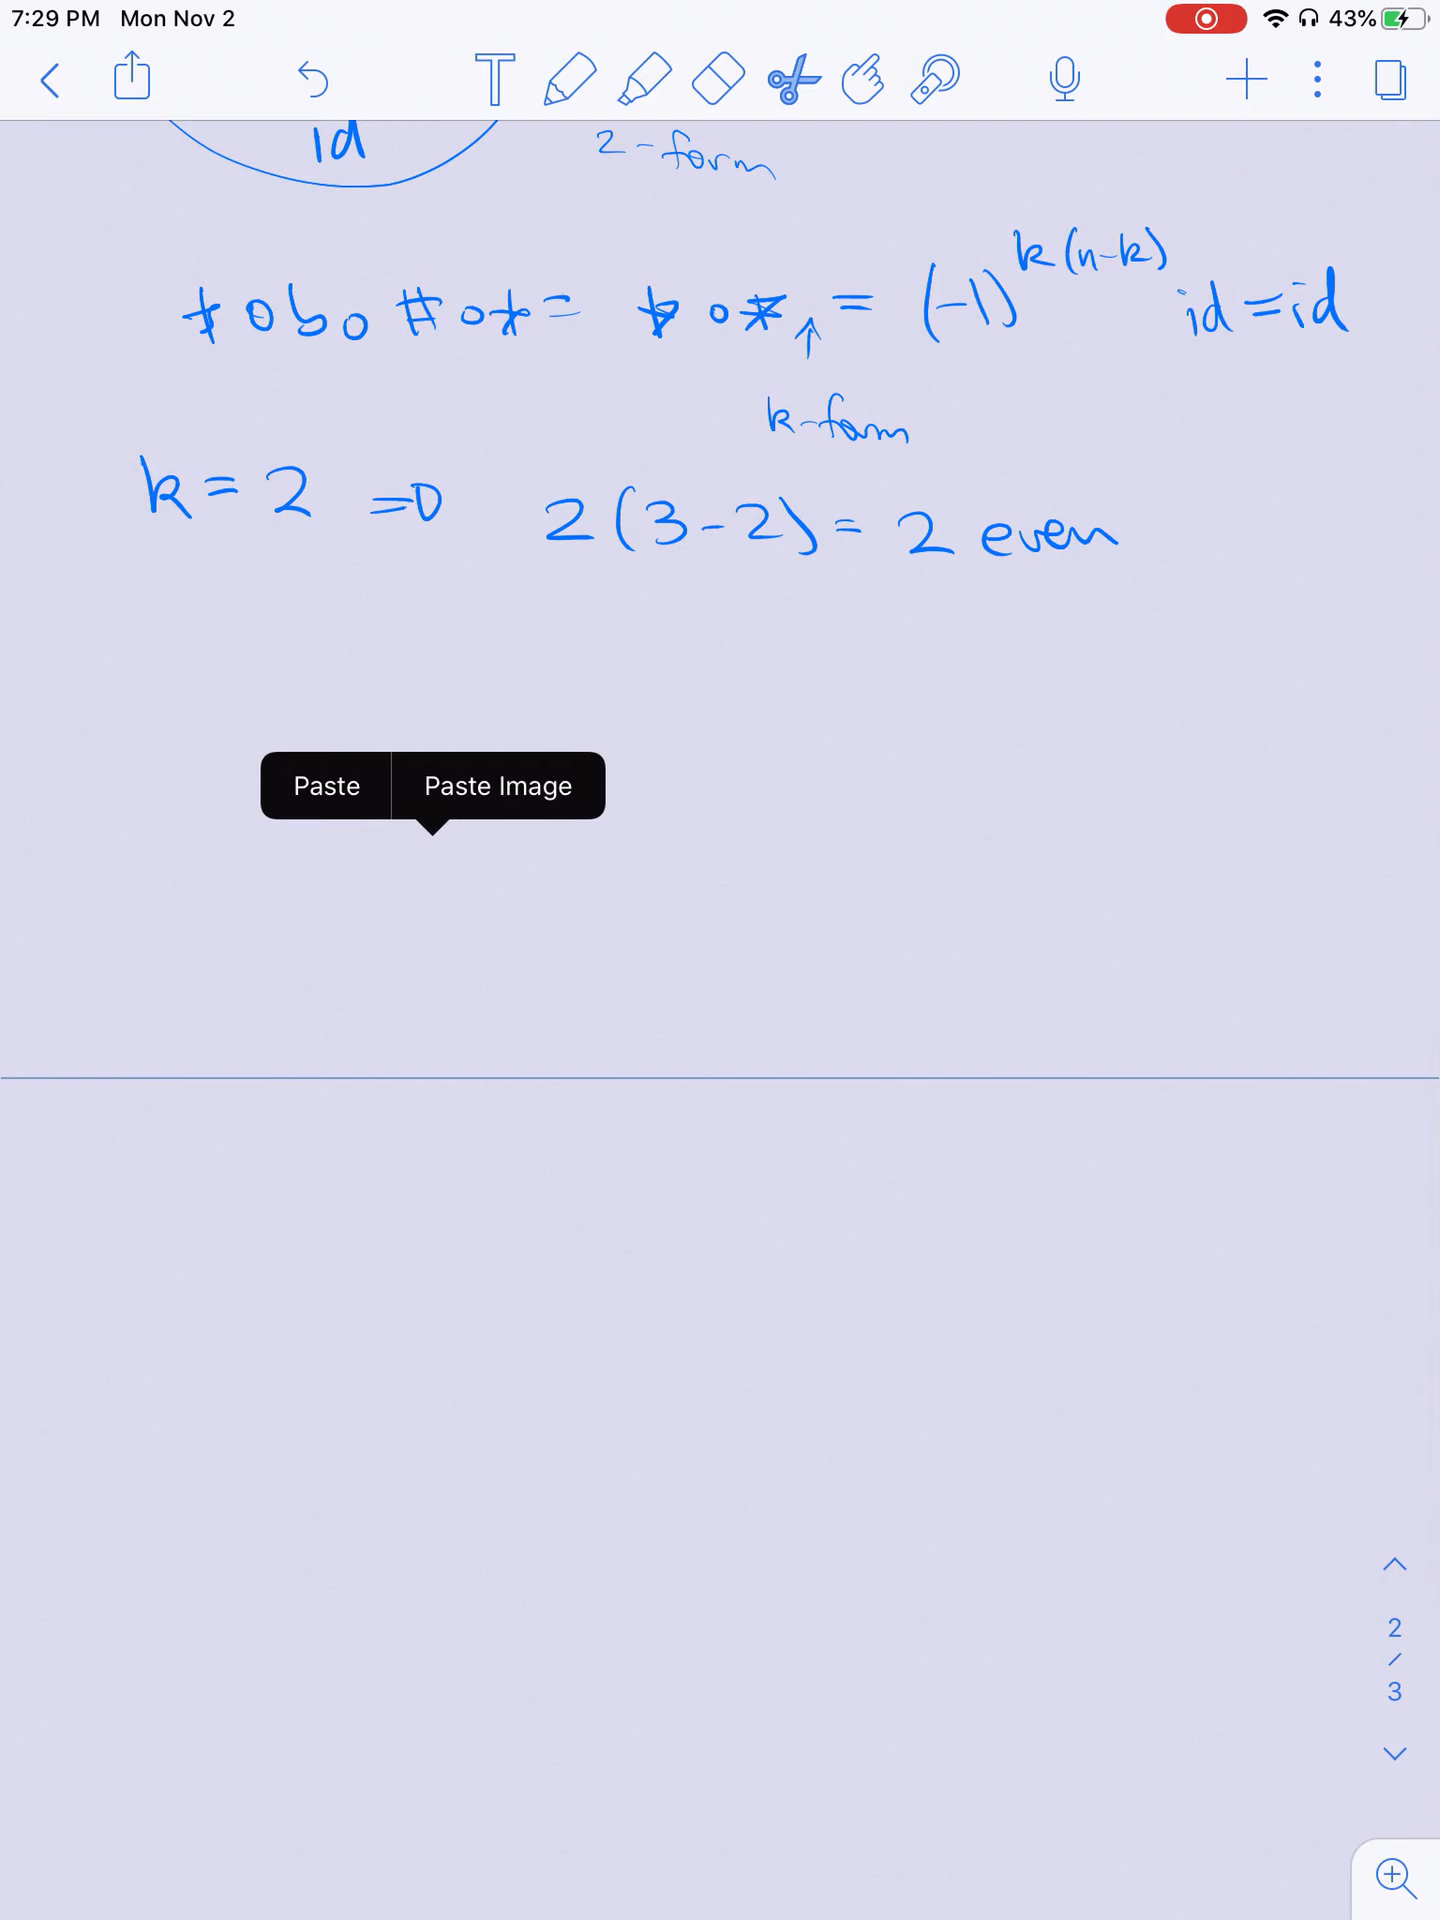 7:29 PM Mon Nov 2 43%
id 2-form
* o b o # o * = * o * ↑ = (-1)^k(n-k) id = id
k-form
k = 2 =0 2(3-2) = 2 even
Paste Paste Image
2
/
3